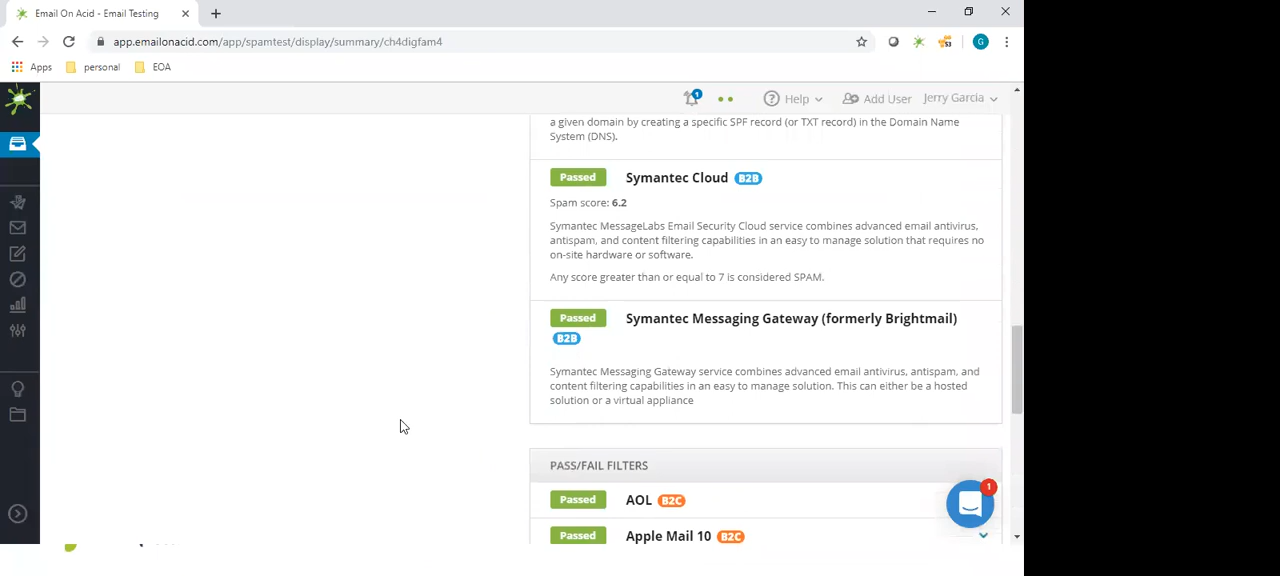 Email On Acid - Email Testing
app.emailonacid.com/app/spamtest/display/summary/ch4digfam4
53
G
Apps
personal
EOA
1
Help
Add User
Jerry Garcia
a given domain by creating a specific SPF record (or TXT record) in the Domain Name
System (DNS).
Passed
Symantec Cloud B2B
Spam score: 6.2
Symantec MessageLabs Email Security Cloud service combines advanced email antivirus,
antispam, and content filtering capabilities in an easy to manage solution that requires no
on-site hardware or software.
Any score greater than or equal to 7 is considered SPAM.
Passed
Symantec Messaging Gateway (formerly Brightmail)
B2B
Symantec Messaging Gateway service combines advanced email antivirus, antispam, and
content filtering capabilities in an easy to manage solution. This can either be a hosted
solution or a virtual appliance
PASS/FAIL FILTERS
Passed
AOL B2C
1
Passed
Apple Mail 10 B2C